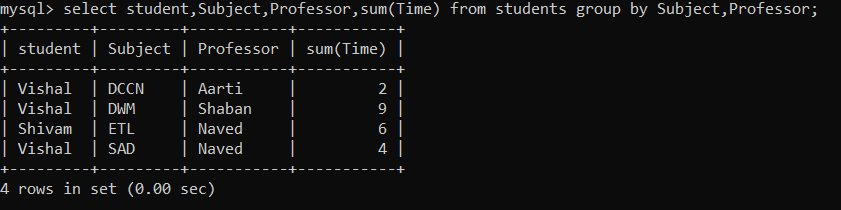 mysql> select student,Subject,Professor,sum(Time) from students group by Subject,Professor;
+---------+---------+-----------+-----------+
| student | Subject | Professor | sum(Time) |
+---------+---------+-----------+-----------+
| Vishal  | DCCN    | Aarti     |         2 |
| Vishal  | DWM     | Shaban    |         9 |
| Shivam  | ETL     | Naved     |         6 |
| Vishal  | SAD     | Naved     |         4 |
+---------+---------+-----------+-----------+
4 rows in set (0.00 sec)